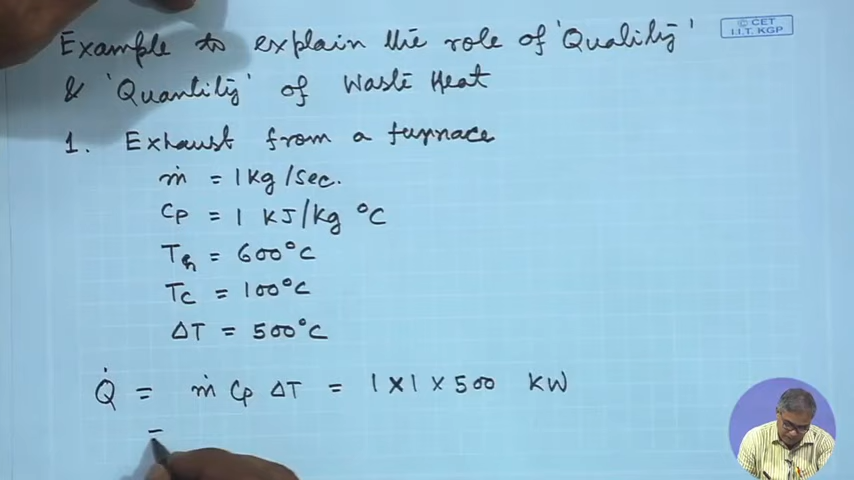 Example to explain the role of 'Quality'
© CET
I.I.T. KGP
& 'Quantity' of Waste Heat
1. Exhaust from a furnace
ṁ = 1 Kg/Sec.
Cp = 1 KJ/Kg °C
Th = 600°C
Tc = 100°C
ΔT = 500°C
Q̇ = ṁ Cp ΔT = 1 x 1 x 500 KW
=